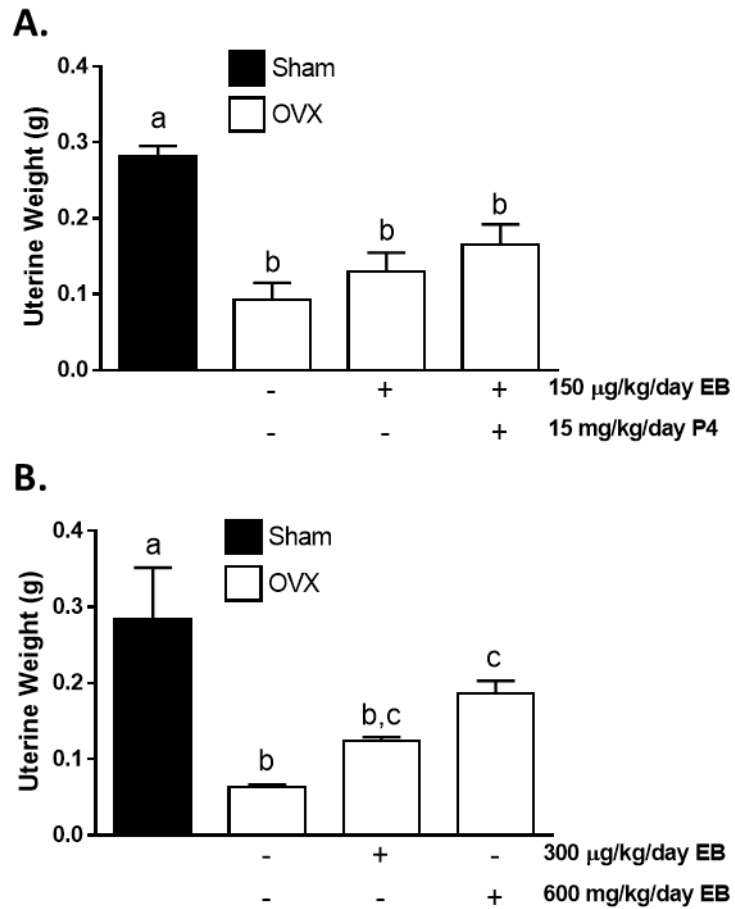 A.
0.4
0.3
0.2
0.1
0.0
Uterine Weight (g)
Sham
OVX
a
b
b
b
- + + 150 µg/kg/day EB
- - + 15 mg/kg/day P4
B.
0.4
0.3
0.2
0.1
0.0
Uterine Weight (g)
Sham
OVX
a
b
b,c
c
- + - 300 µg/kg/day EB
- - + 600 mg/kg/day EB